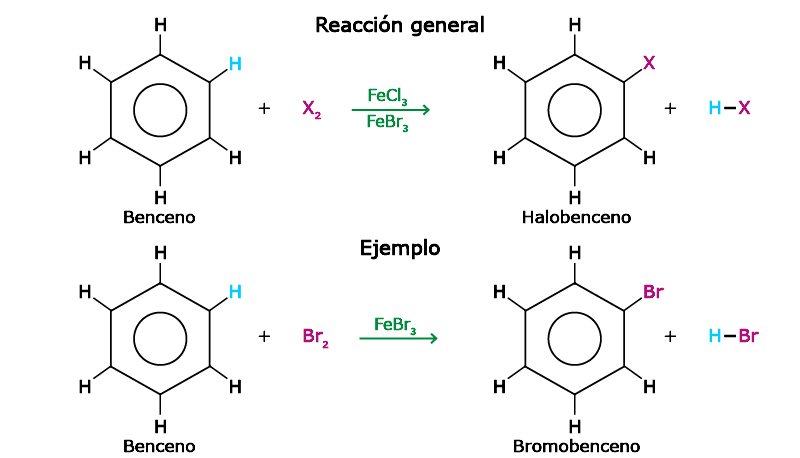 Reacción general
H H H H H H
Benceno
+ X₂
FeCl₃
FeBr₃
H H X H H H
Halobenceno
+ H–X
Ejemplo
H H H H H H
Benceno
+ Br₂
FeBr₃
H H Br H H H
Bromobenceno
+ H–Br